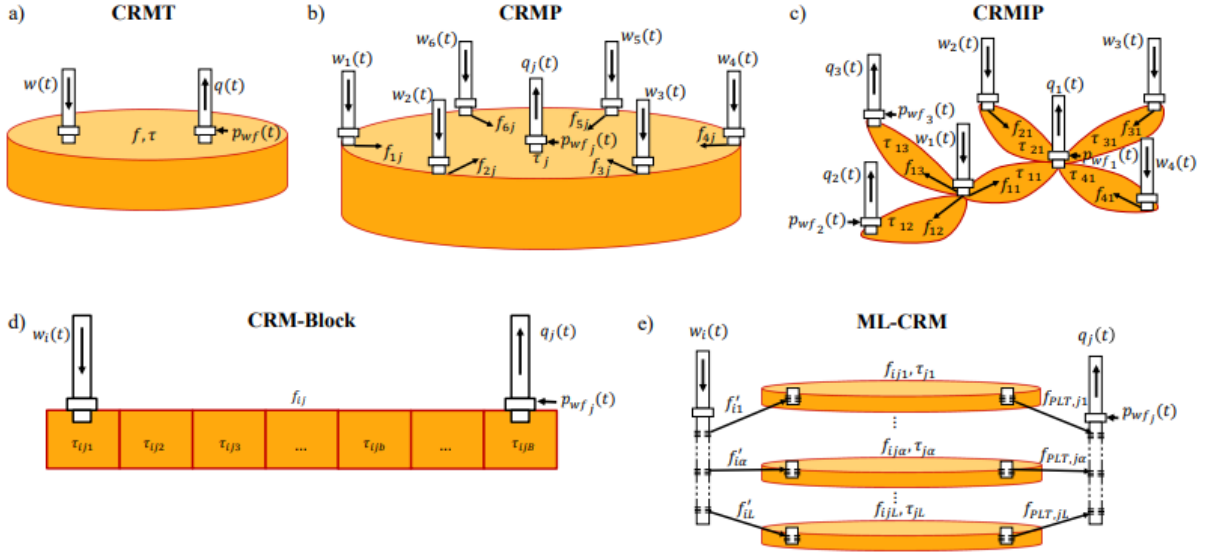 a) CRMT
w(t) q(t)
f, τ p_wf(t)
b) CRMP
w_6(t) w_5(t)
w_1(t) q_j(t) w_4(t)
w_2(t) w_3(t)
f_6j f_5j
p_wf_j(t) f_4j
f_1j τ_j
f_2j f_3j
c) CRMIP
w_2(t) w_3(t)
q_3(t) q_1(t)
p_wf_3(t)
w_1(t) f_21 f_31
τ_13 τ_21 τ_31
p_wf_1(t) w_4(t)
q_2(t) f_13 τ_11 τ_41
f_11 f_41
p_wf_2(t) τ_12 f_12
d) CRM-Block
w_i(t) q_j(t)
f_ij p_wf_j(t)
τ_ij1 τ_ij2 τ_ij3 ... τ_ijb ... τ_ijB
e) ML-CRM
w_i(t) q_j(t)
f_ij1, τ_j1
f′_i1 f_PLT,j1
p_wf_j(t)
⋮
f_ijα, τ_jα
f′_iα f_PLT,jα
⋮
f_ijL, τ_jL
f′_iL f_PLT,jL